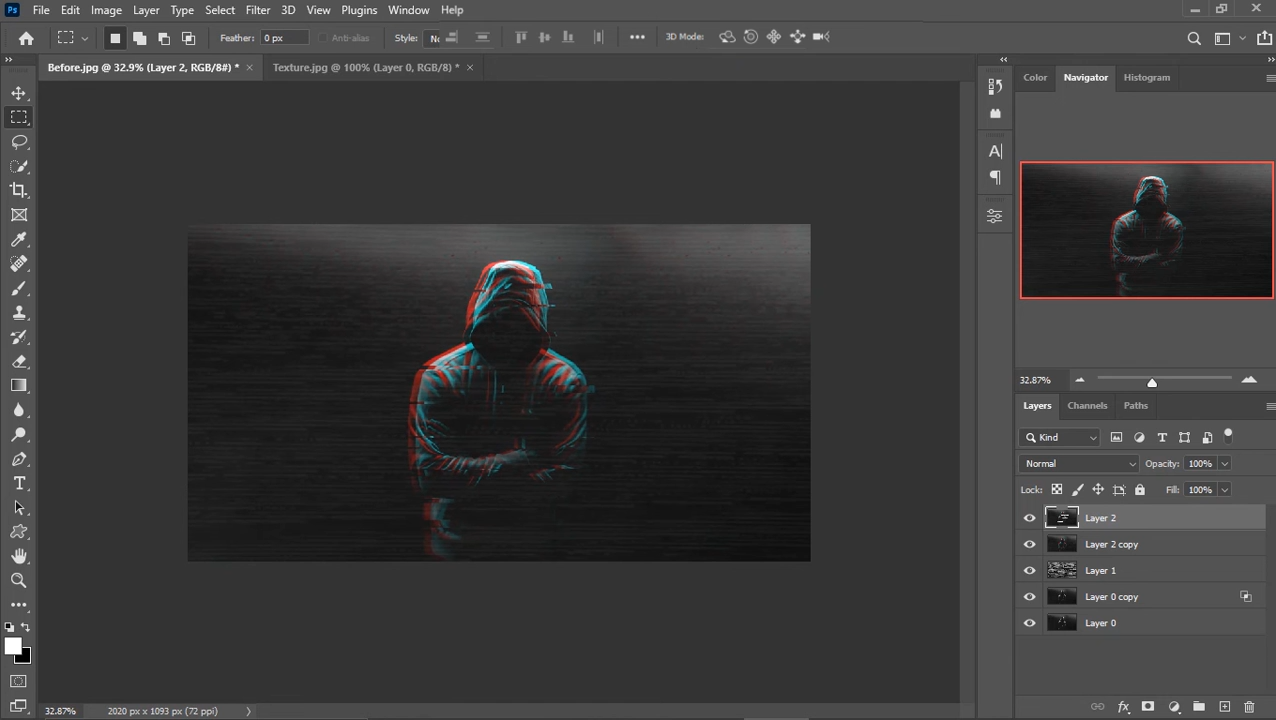 Ps File Edit Image Layer Type Select Filter 3D View Plugins Window Help
Feather: 0 px Anti-alias Style: 3D Mode:
Before.jpg @ 32.9% (Layer 2, RGB/8#) * Texture.jpg @ 100% (Layer 0, RGB/8) *
Color Navigator Histogram
32.87%
Layers Channels Paths
Kind
Normal Opacity: 100%
Lock: Fill: 100%
Layer 2
Layer 2 copy
Layer 1
Layer 0 copy
Layer 0
32.87% 2020 px x 1093 px (72 ppi)